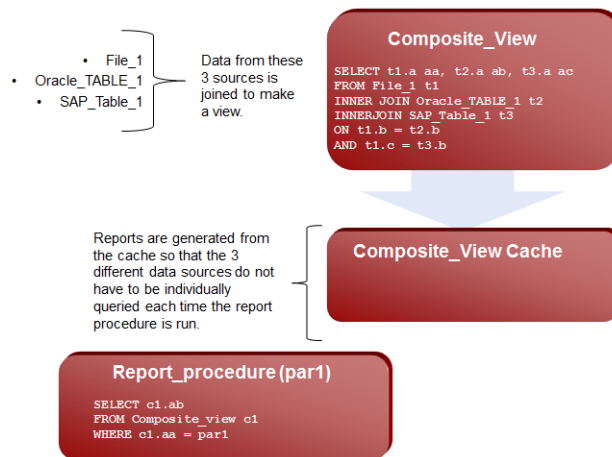 • File_1
• Oracle_TABLE_1
• SAP_Table_1
Data from these
3 sources is
joined to make
a view.
Composite_View
SELECT t1.a aa, t2.a ab, t3.a ac
FROM File_1 t1
INNER JOIN Oracle_TABLE_1 t2
INNERJOIN SAP_Table_1 t3
ON t1.b = t2.b
AND t1.c = t3.b
Reports are generated from
the cache so that the 3
different data sources do not
have to be individually
queried each time the report
procedure is run.
Composite_View Cache
Report_procedure (par1)
SELECT c1.ab
FROM Composite_view c1
WHERE c1.aa = par1